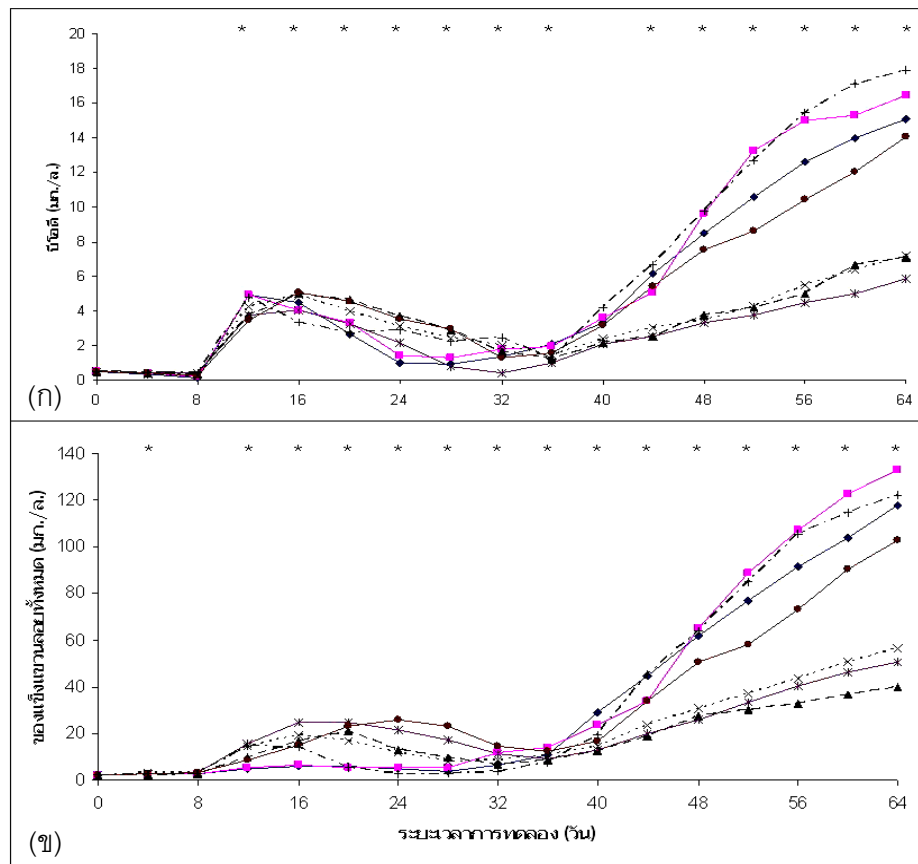 * * * * * * * * * * * *
20
18
16
14
12
10
8
6
4
2
0
บีโอดี (มก./ล.)
(ก)
0 8 16 24 32 40 48 56 64
* * * * * * * * * * * * * * *
140
120
100
80
60
40
20
0
ของแข็งแขวนลอยทั้งหมด (มก./ล.)
(ข)
0 8 16 24 32 40 48 56 64
ระยะเวลาการทดลอง (วัน)